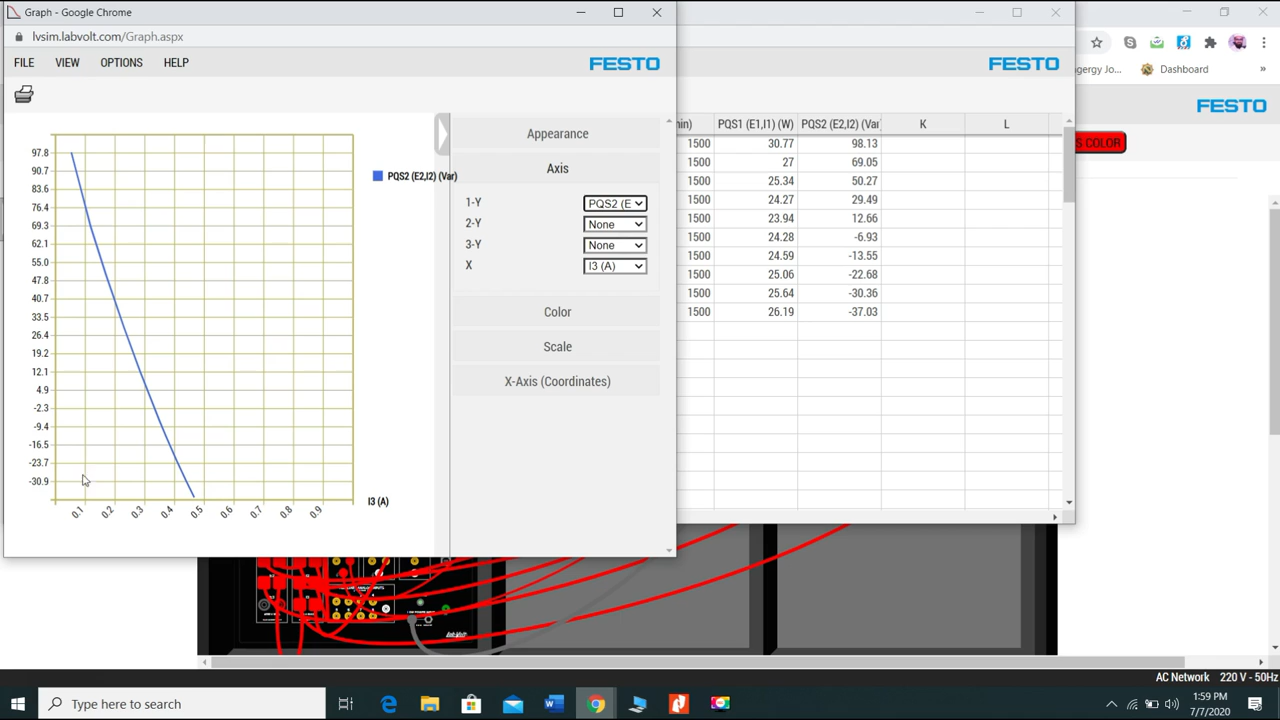 Graph - Google Chrome
lvsim.labvolt.com/Graph.aspx
FILE VIEW OPTIONS HELP FESTO
97.8
90.7
83.6
76.4
69.3
62.1
55.0
47.8
40.7
33.5
26.4
19.2
12.1
4.9
-2.3
-9.4
-16.5
-23.7
-30.9
0.1 0.2 0.3 0.4 0.5 0.6 0.7 0.8 0.9
PQS2 (E2,I2) (Var)
I3 (A)
Appearance
Axis
1-Y PQS2 (E
2-Y None
3-Y None
X I3 (A)
Color
Scale
X-Axis (Coordinates)
FESTO
nin) PQS1 (E1,I1) (W) PQS2 (E2,I2) (Var K L
1500 30.77 98.13
1500 27 69.05
1500 25.34 50.27
1500 24.27 29.49
1500 23.94 12.66
1500 24.28 -6.93
1500 24.59 -13.55
1500 25.06 -22.68
1500 25.64 -30.36
1500 26.19 -37.03
ngergy Jo... Dashboard »
FESTO
S COLOR
AC Network 220 V - 50Hz
Type here to search
1:59 PM
7/7/2020